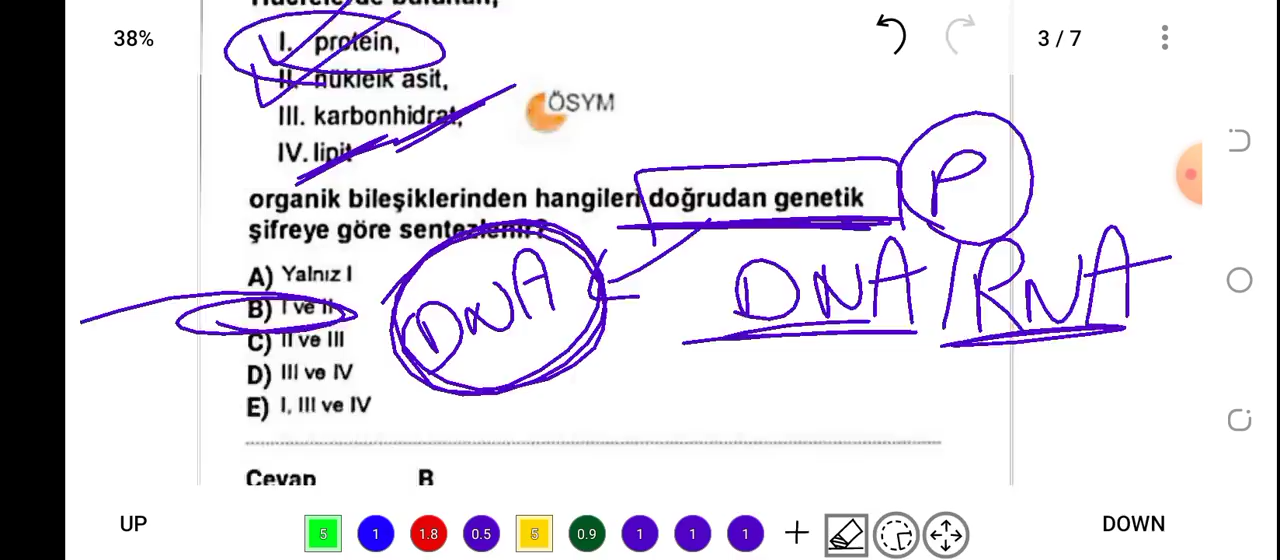 Hücrelerde bulunan,
38%
I. protein,
3 / 7
II. nükleik asit,
ÖSYM
III. karbonhidrat,
IV. lipit
P
organik bileşiklerinden hangileri doğrudan genetik
şifreye göre sentezlenir?
DNA
DNA/RNA
A) Yalnız I
B) I ve II
C) II ve III
D) III ve IV
E) I, III ve IV
Cevap B
UP
5 1 1.8 0.5 5 0.9 1 1 1 +
DOWN